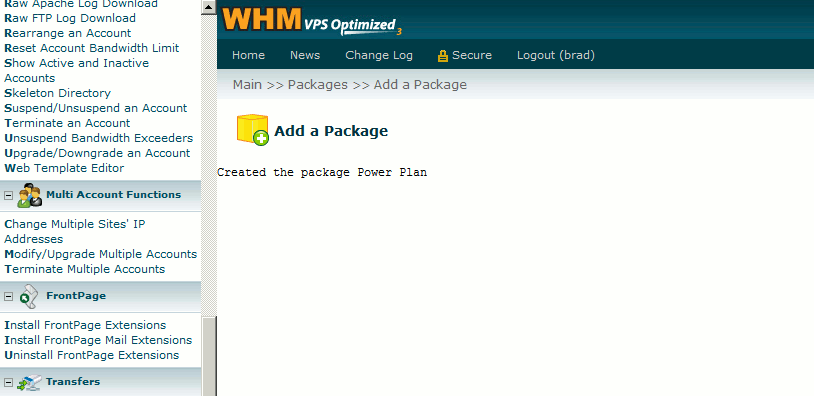 Raw Apache Log Download
Raw FTP Log Download
Rearrange an Account
Reset Account Bandwidth Limit
Show Active and Inactive
Accounts
Skeleton Directory
Suspend/Unsuspend an Account
Terminate an Account
Unsuspend Bandwidth Exceeders
Upgrade/Downgrade an Account
Web Template Editor
Multi Account Functions
Change Multiple Sites' IP
Addresses
Modify/Upgrade Multiple Accounts
Terminate Multiple Accounts
FrontPage
Install FrontPage Extensions
Install FrontPage Mail Extensions
Uninstall FrontPage Extensions
Transfers
WHM VPS Optimized 3
Home News Change Log Secure Logout (brad)
Main >> Packages >> Add a Package
Add a Package
Created the package Power Plan